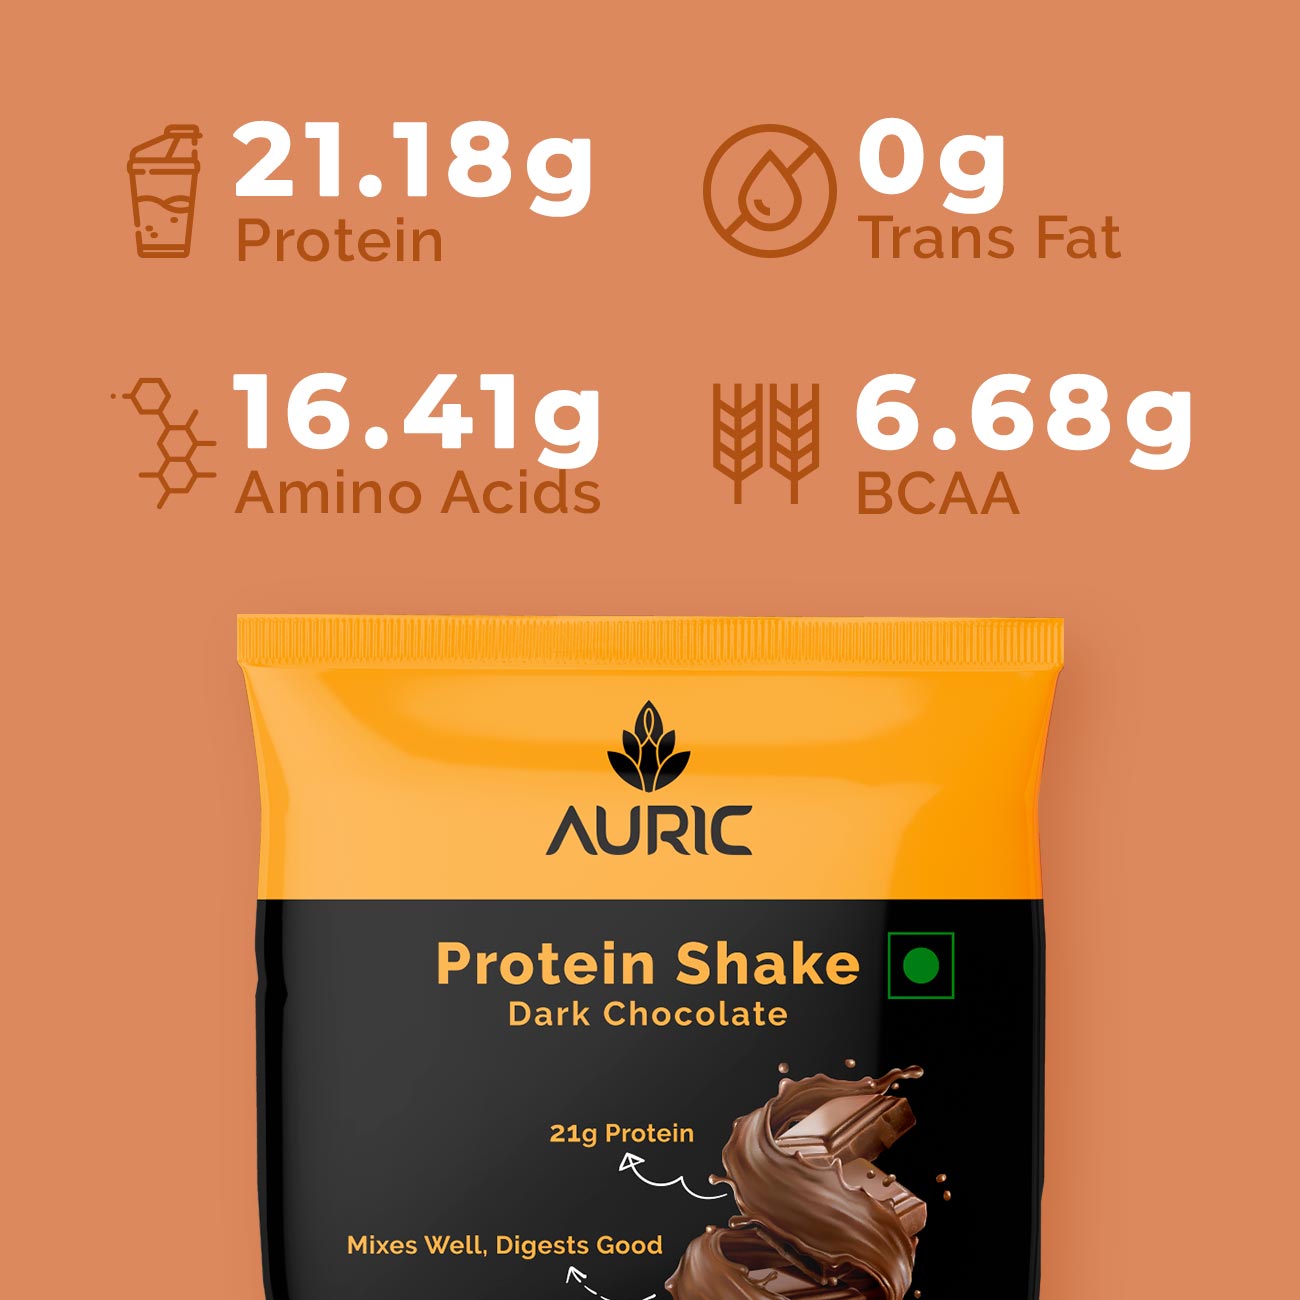 21.18g
Protein
0g
Trans Fat
16.41g
Amino Acids
6.68g
BCAA
AURIC
Protein Shake
Dark Chocolate
21g Protein
Mixes Well, Digests Good